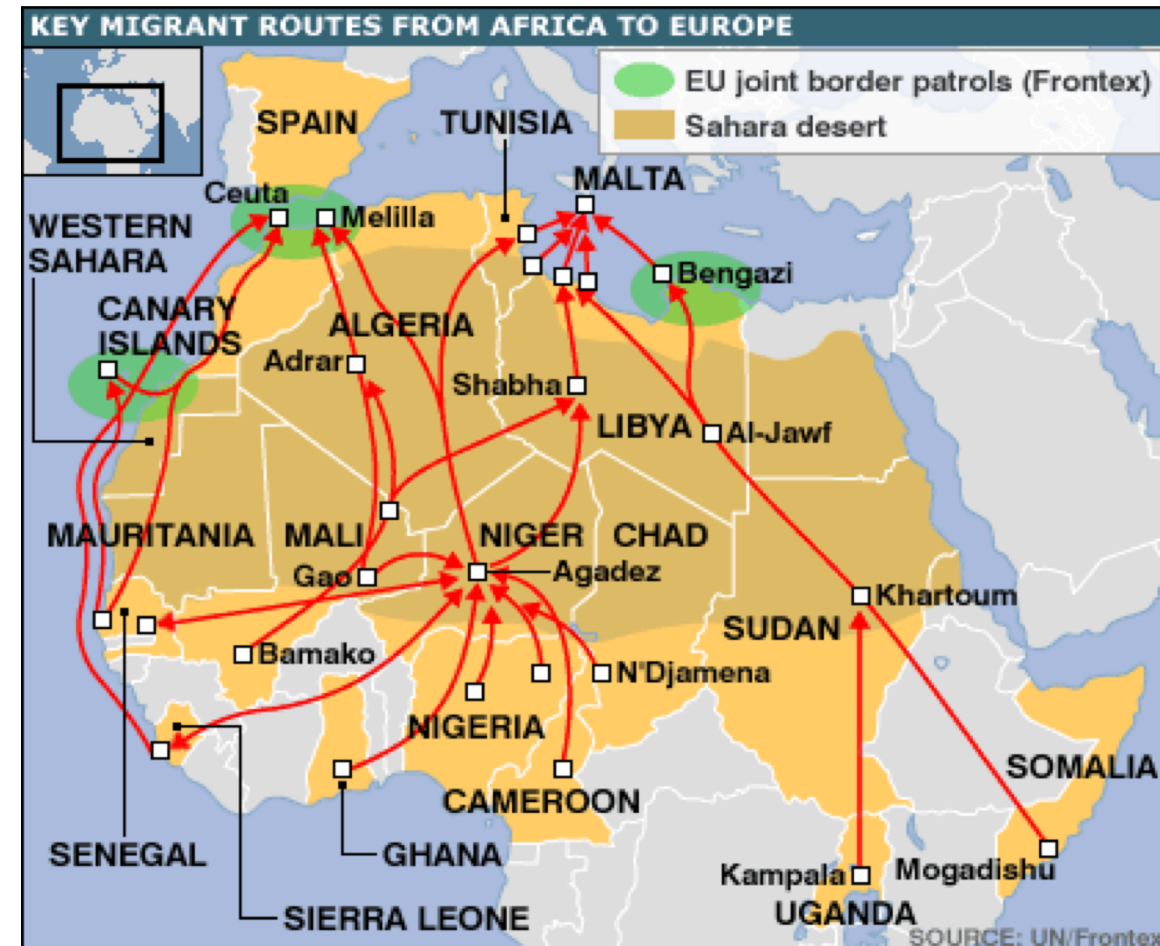 KEY MIGRANT ROUTES FROM AFRICA TO EUROPE
EU joint border patrols (Frontex)
Sahara desert
SPAIN
TUNISIA
MALTA
Ceuta
Melilla
WESTERN
SAHARA
Bengazi
CANARY
ISLANDS
ALGERIA
Adrar
Shabha
LIBYA
Al-Jawf
MAURITANIA
MALI
NIGER
CHAD
Gao
Agadez
Khartoum
SUDAN
Bamako
N'Djamena
NIGERIA
SOMALIA
CAMEROON
SENEGAL
GHANA
Kampala
Mogadishu
UGANDA
SIERRA LEONE
SOURCE: UN/Frontex